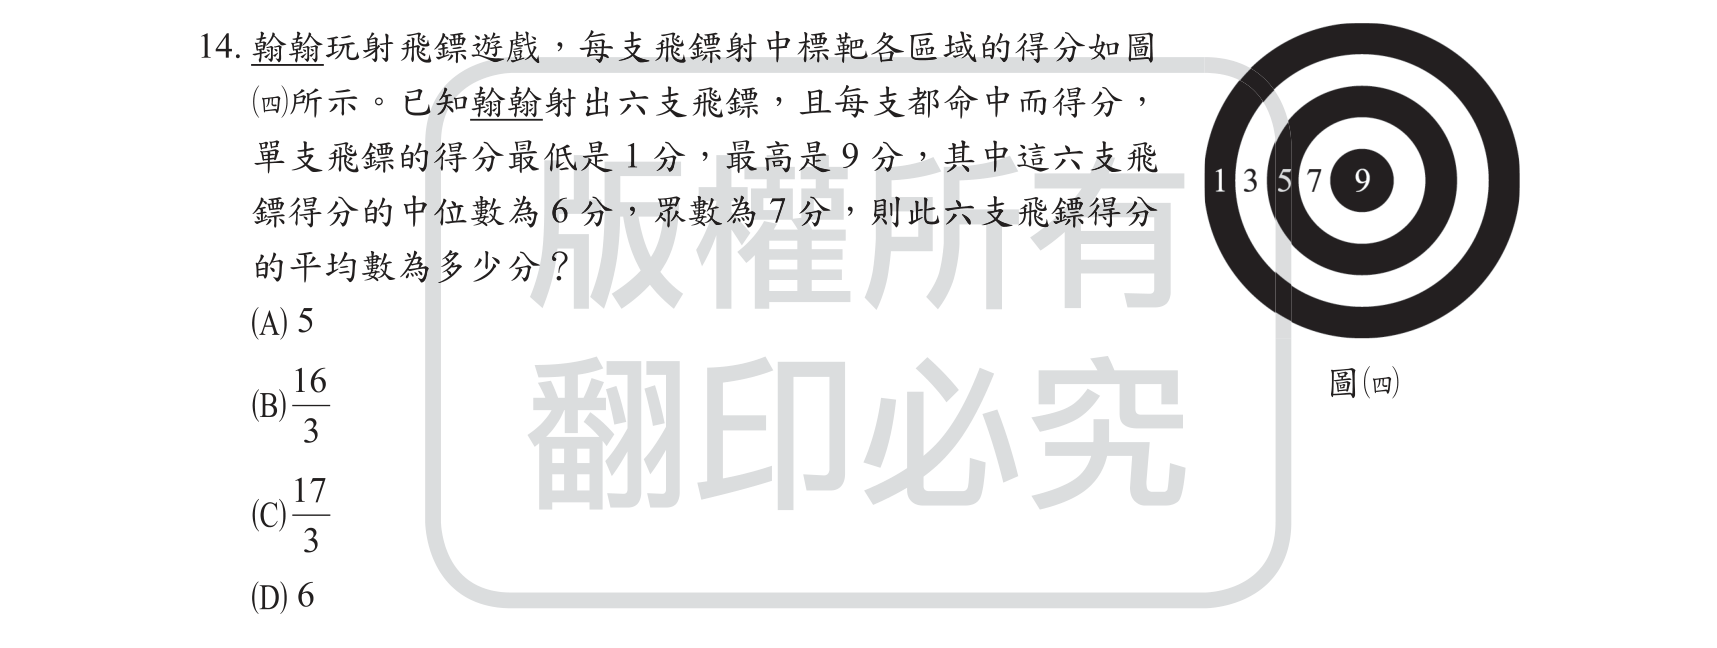 14. 翰翰玩射飛鏢遊戲，每支飛鏢射中標靶各區域的得分如圖
㈣所示。已知翰翰射出六支飛鏢，且每支都命中而得分，
單支飛鏢的得分最低是 1 分，最高是 9 分，其中這六支飛
鏢得分的中位數為 6 分，眾數為 7 分，則此六支飛鏢得分
的平均數為多少分？
(A) 5
(B) 16/3
(C) 17/3
(D) 6
1 3 5 7 9
圖㈣
版權所有
翻印必究